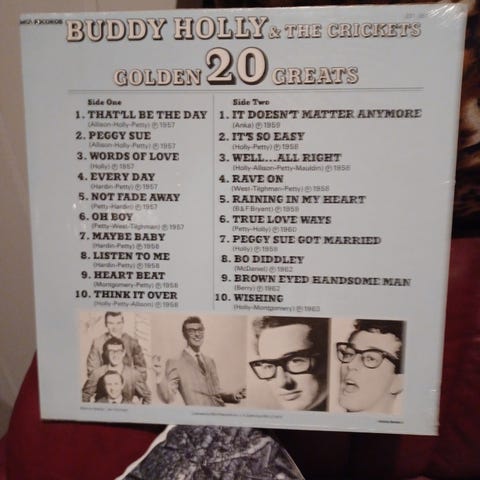 MCA RECORDS
BUDDY HOLLY & THE CRICKETS
GOLDEN 20 GREATS
Side One
1. THAT'LL BE THE DAY
(Allison-Holly-Petty) ℗ 1957
2. PEGGY SUE
(Allison-Holly-Petty) ℗ 1957
3. WORDS OF LOVE
(Holly) ℗ 1957
4. EVERY DAY
(Hardin-Petty) ℗ 1957
5. NOT FADE AWAY
(Petty-Hardin) ℗ 1957
6. OH BOY
(Petty-West-Tilghman) ℗ 1957
7. MAYBE BABY
(Hardin-Petty) ℗ 1958
8. LISTEN TO ME
(Hardin-Petty) ℗ 1958
9. HEART BEAT
(Montgomery-Petty) ℗ 1958
10. THINK IT OVER
(Holly-Petty-Allison) ℗ 1958
Side Two
1. IT DOESN'T MATTER ANYMORE
(Anka) ℗ 1959
2. IT'S SO EASY
(Holly-Petty) ℗ 1958
3. WELL...ALL RIGHT
(Holly-Allison-Petty-Mauldin) ℗ 1958
4. RAVE ON
(West-Tilghman-Petty) ℗ 1958
5. RAINING IN MY HEART
(B&F Bryant) ℗ 1959
6. TRUE LOVE WAYS
(Petty-Holly) ℗ 1960
7. PEGGY SUE GOT MARRIED
(Holly) ℗ 1959
8. BO DIDDLEY
(McDaniel) ℗ 1962
9. BROWN EYED HANDSOME MAN
(Berry) ℗ 1962
10. WISHING
(Holly-Montgomery) ℗ 1963